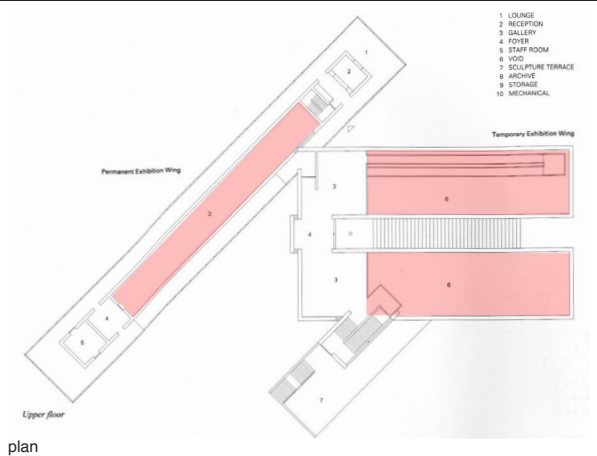 1 LOUNGE
2 RECEPTION
3 GALLERY
4 FOYER
5 STAFF ROOM
6 VOID
7 SCULPTURE TERRACE
8 ARCHIVE
9 STORAGE
10 MECHANICAL
1
2
Temporary Exhibition Wing
Permanent Exhibition Wing
3
6
3
4
3
6
4
5
7
Upper floor
plan